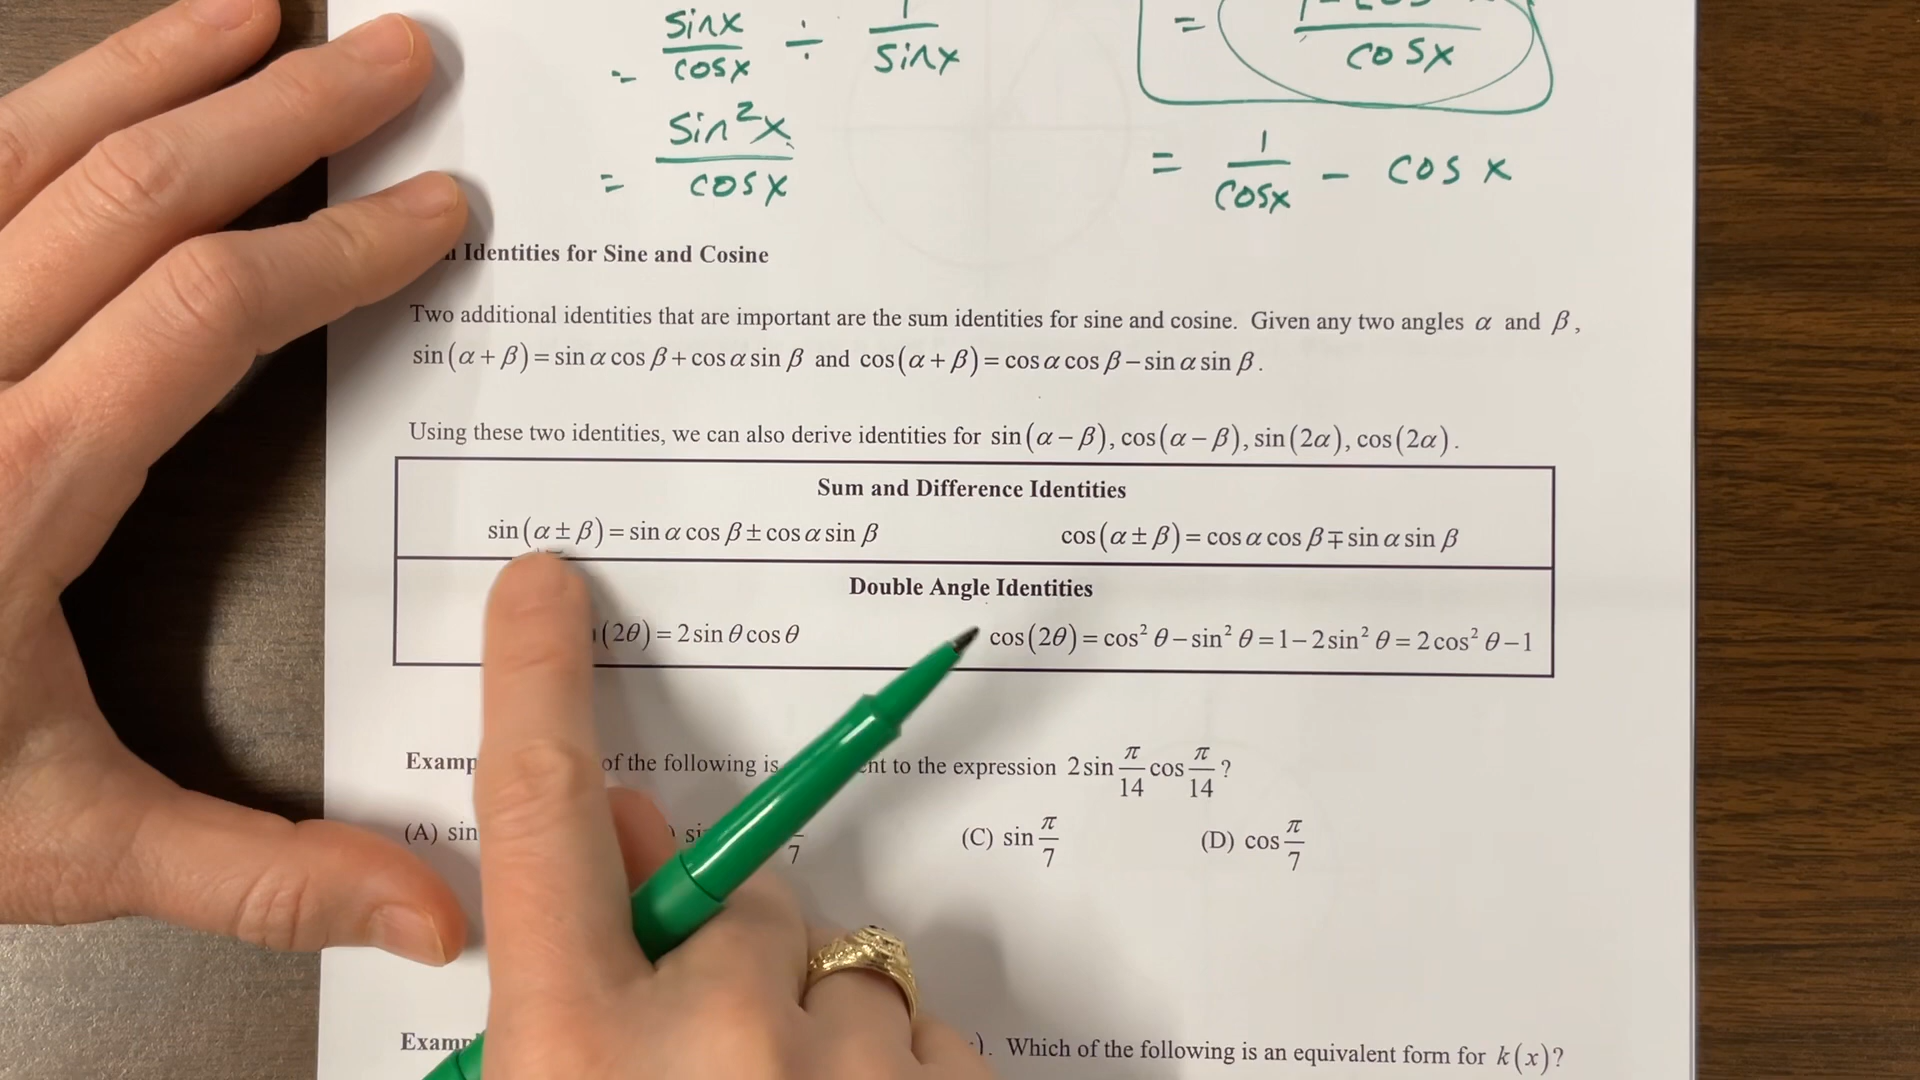 sinx/cosx ÷ 1/sinx
=
= sin²x/cosx
= cosx
= 1/cosx − cos x
Identities for Sine and Cosine
Two additional identities that are important are the sum identities for sine and cosine. Given any two angles α and β,
sin(α + β) = sin α cos β + cos α sin β and cos(α + β) = cos α cos β − sin α sin β.
Using these two identities, we can also derive identities for sin(α − β), cos(α − β), sin(2α), cos(2α).
Sum and Difference Identities
sin(α ± β) = sin α cos β ± cos α sin β cos(α ± β) = cos α cos β ∓ sin α sin β
Double Angle Identities
(2θ) = 2 sin θ cos θ cos(2θ) = cos² θ − sin² θ = 1 − 2 sin² θ = 2 cos² θ − 1
of the following is to the expression 2 sin π/14 cos π/14?
(A) sin 7 (C) sin π/7 (D) cos π/7
. Which of the following is an equivalent form for k(x)?